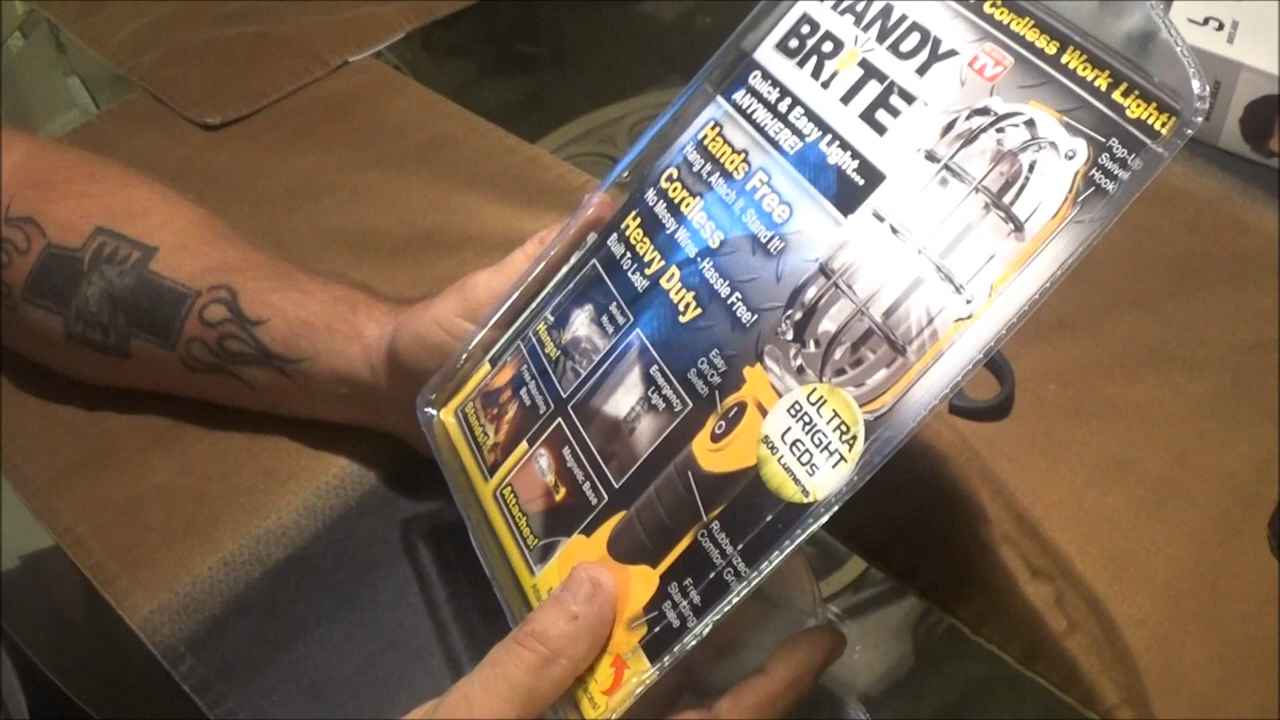 Cordless Work Light!
HANDY
BRITE
TV
Quick & Easy Light...
ANYWHERE!
Hands Free
Hang It, Attach It, Stand It!
Cordless
No Messy Wires - Hassle Free!
Heavy Duty
Built To Last!
Pop-Up
Swivel
Hook
Swivel
Hook
Hangs!
Emergency
Light
Easy
On/Off
Switch
Free-Standing
Base
Stands!
Magnetic Base
Attaches!
ULTRA
BRIGHT
LEDs
500 Lumens
Rubberized
Comfort Grip
Free-
Standing
Base
5